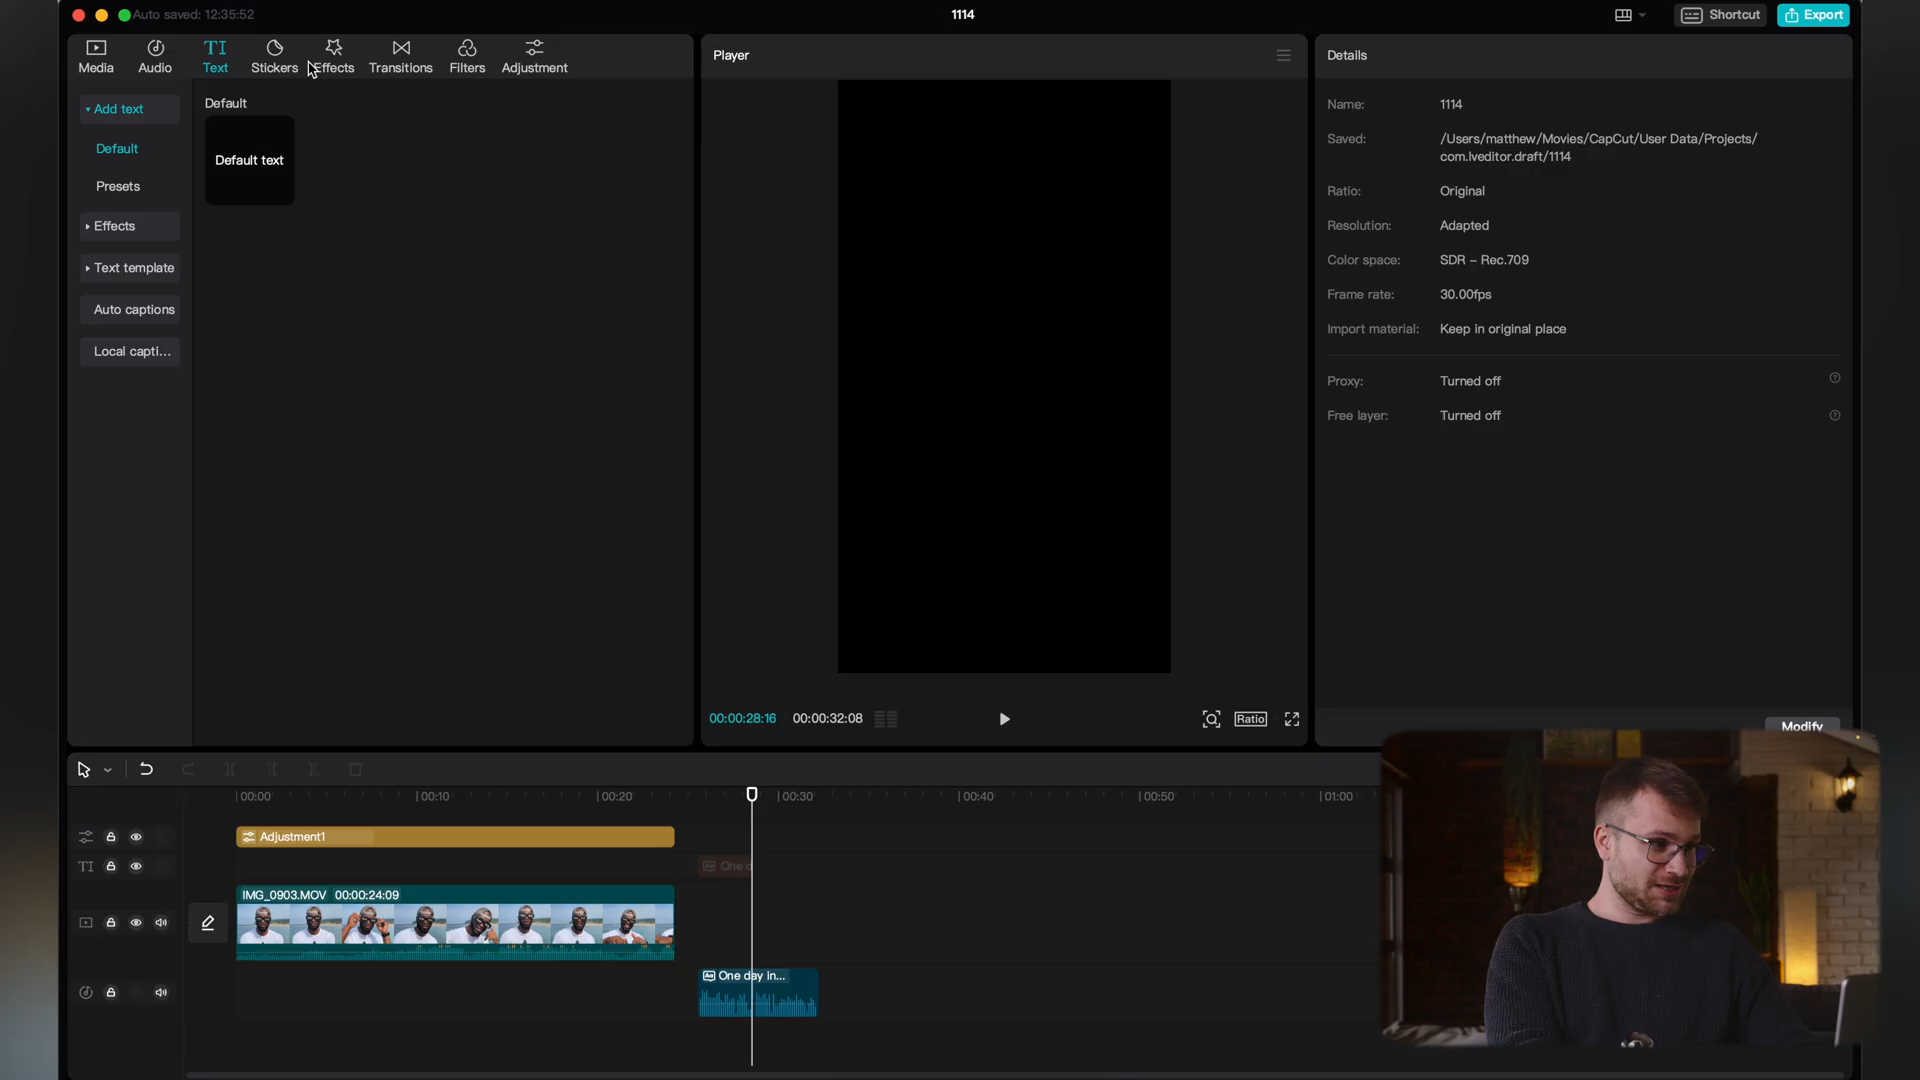 Auto saved: 12:35:52
1114
Shortcut
Export
Media
Audio
TI
Text
Stickers
Effects
Transitions
Filters
Adjustment
Add text
Default
Presets
Effects
Text template
Auto captions
Local capti...
Default
Default text
Player
00:00:28:16
00:00:32:08
Ratio
Details
Name:
1114
Saved:
/Users/matthew/Movies/CapCut/User Data/Projects/
com.lveditor.draft/1114
Ratio:
Original
Resolution:
Adapted
Color space:
SDR – Rec.709
Frame rate:
30.00fps
Import material:
Keep in original place
Proxy:
Turned off
Free layer:
Turned off
Modify
00:00
00:10
00:20
00:30
00:40
00:50
01:00
Adjustment1
TI
One d
IMG_0903.MOV 00:00:24:09
One day in...